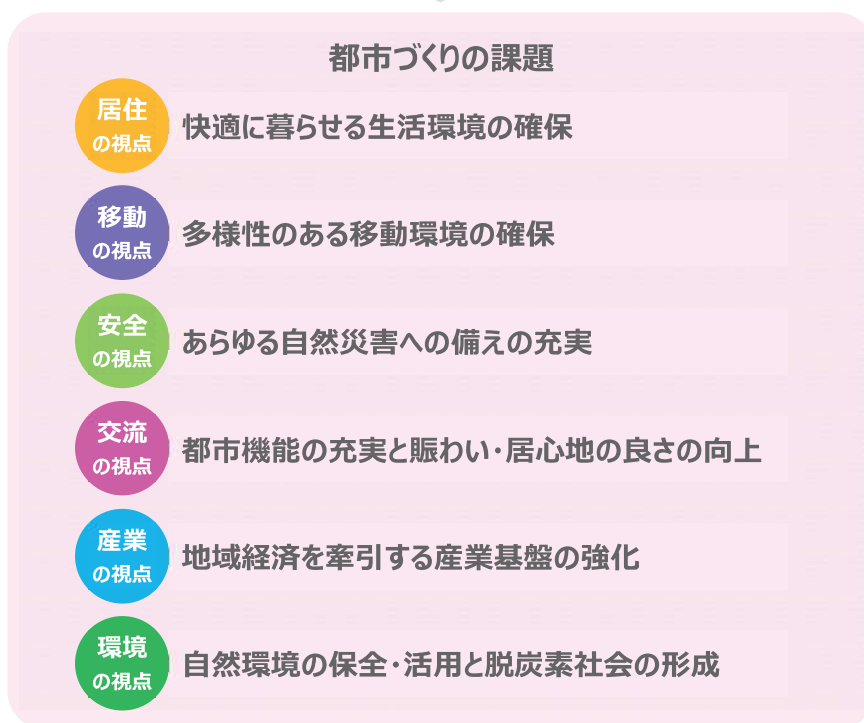 都市づくりの課題
居住
の視点
快適に暮らせる生活環境の確保
移動
の視点
多様性のある移動環境の確保
安全
の視点
あらゆる自然災害への備えの充実
交流
の視点
都市機能の充実と賑わい・居心地の良さの向上
産業
の視点
地域経済を牽引する産業基盤の強化
環境
の視点
自然環境の保全・活用と脱炭素社会の形成